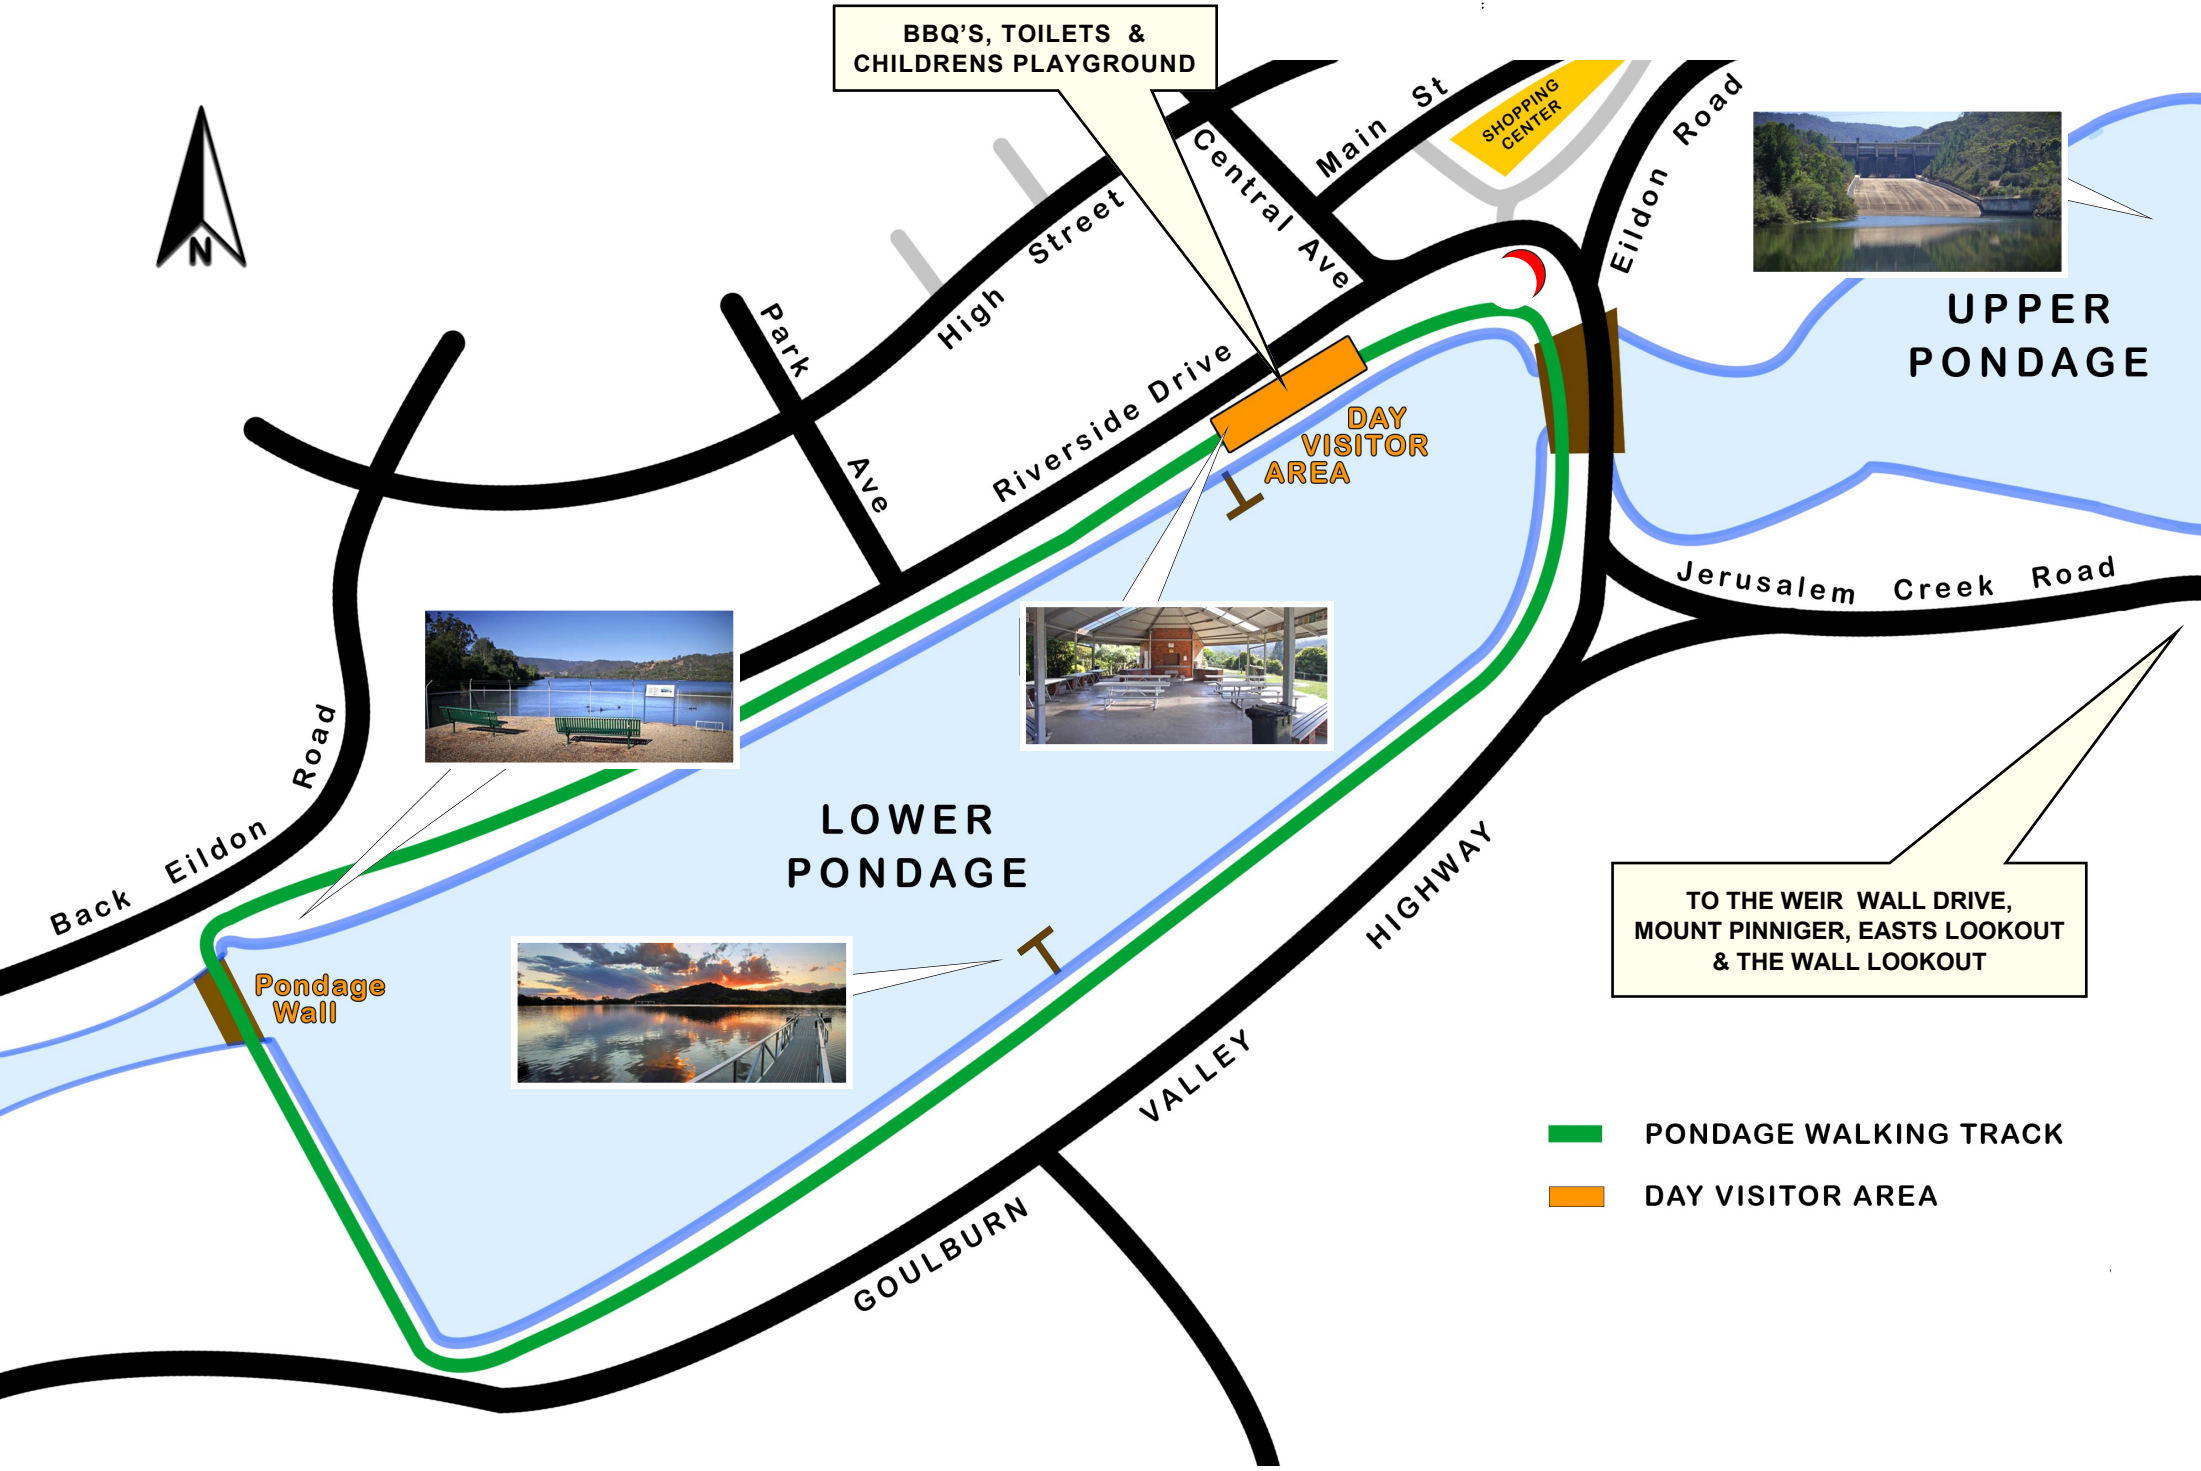 BBQ'S, TOILETS &
CHILDRENS PLAYGROUND
Main St
SHOPPING
CENTER
Eildon Road
Central Ave
High Street
N
Park Ave
Riverside Drive
UPPER
PONDAGE
DAY
VISITOR
AREA
Jerusalem Creek Road
Back Eildon Road
LOWER
PONDAGE
Pondage
Wall
GOULBURN VALLEY HIGHWAY
TO THE WEIR WALL DRIVE,
MOUNT PINNIGER, EASTS LOOKOUT
& THE WALL LOOKOUT
PONDAGE WALKING TRACK
DAY VISITOR AREA